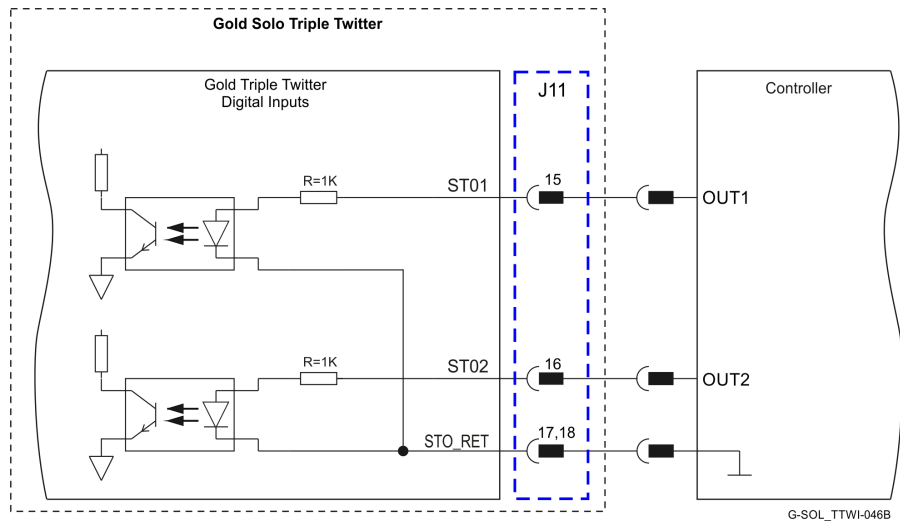 Gold Solo Triple Twitter
Gold Triple Twitter
Digital Inputs
J11
Controller
R=1K
ST01
15
OUT1
R=1K
ST02
16
OUT2
STO_RET
17,18
G-SOL_TTWI-046B